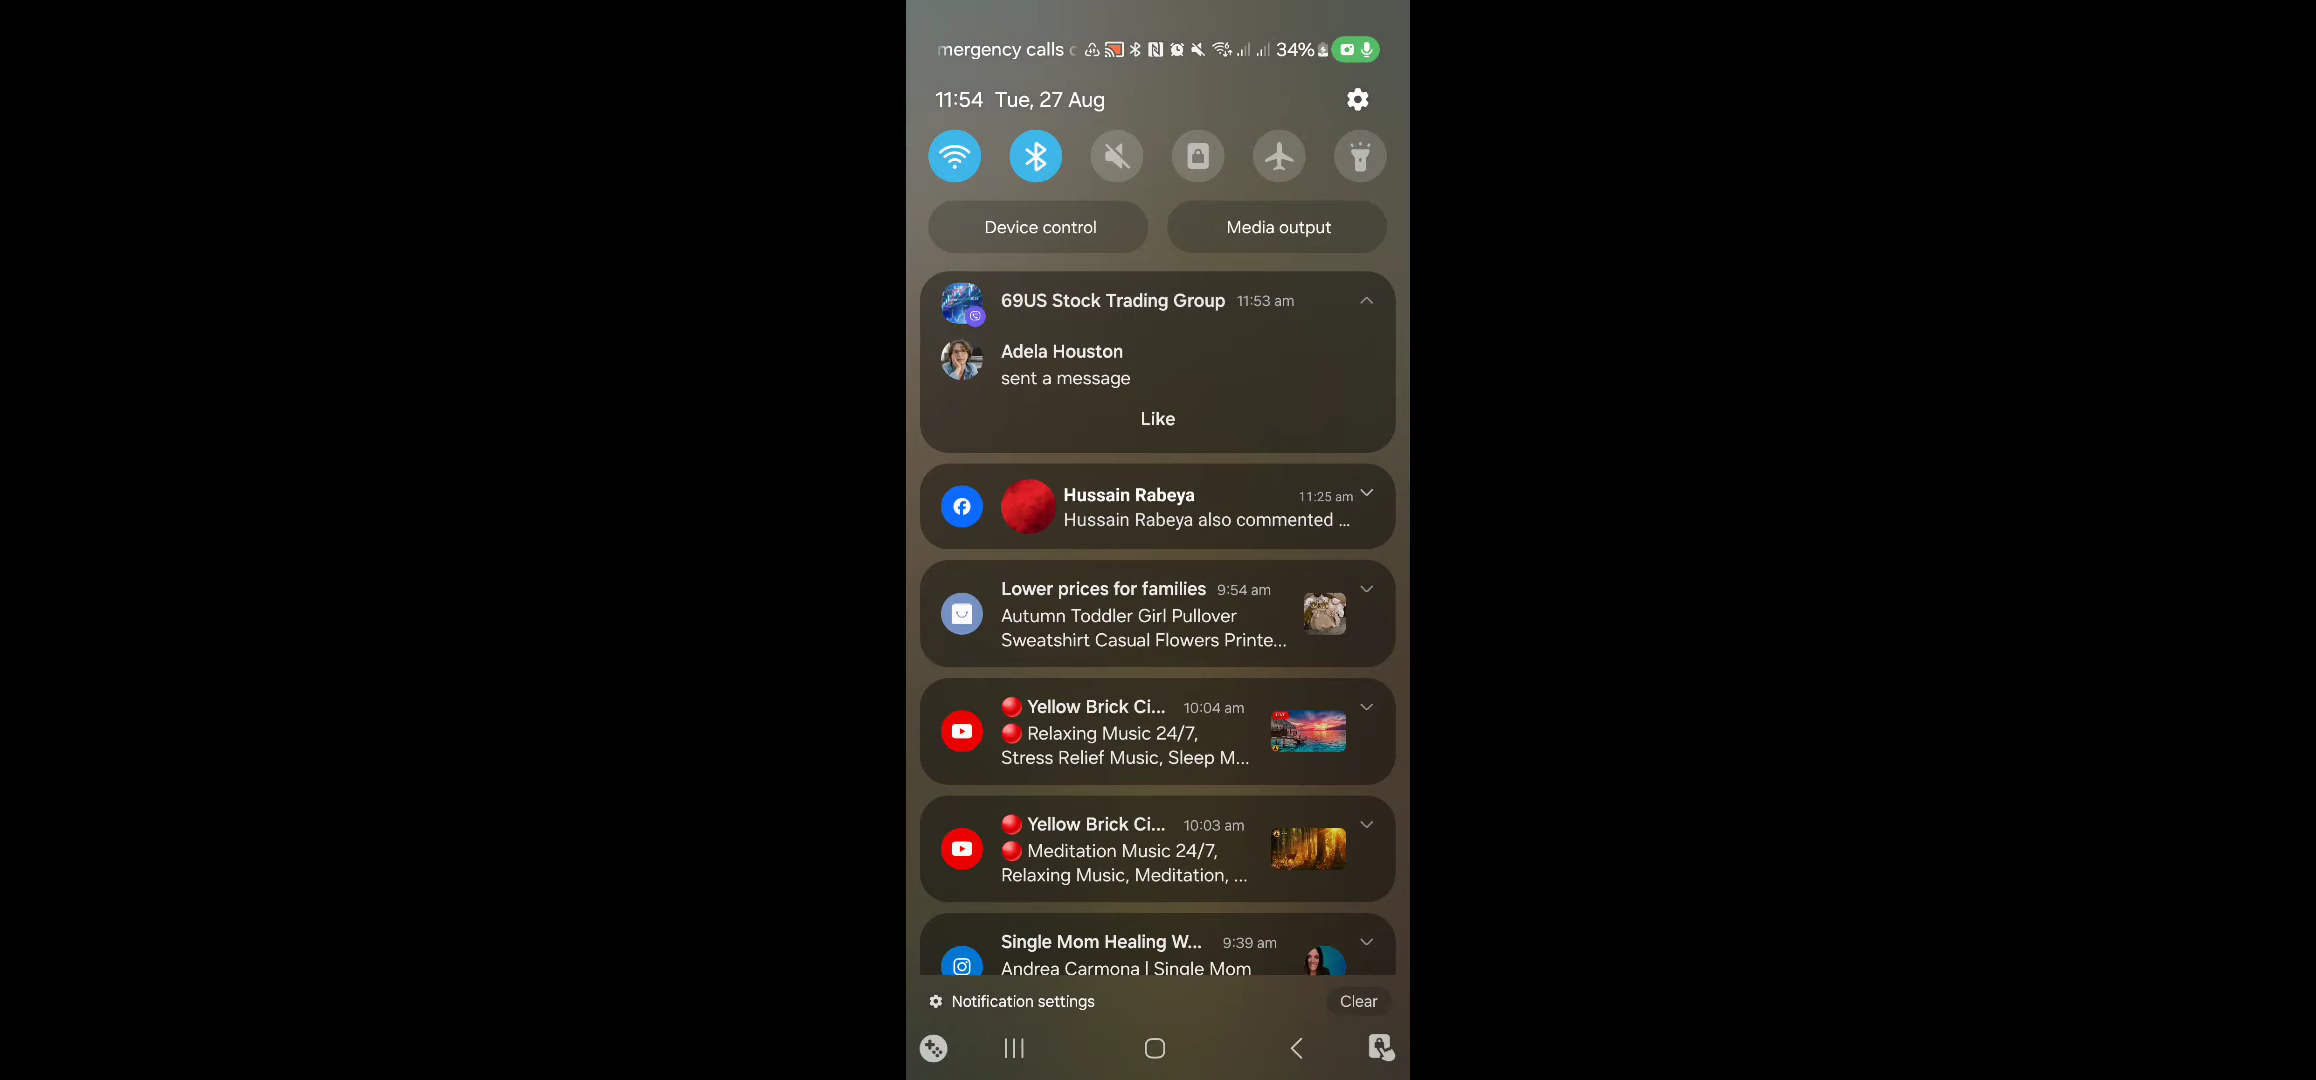 mergency calls
34%
11:54 Tue, 27 Aug
Device control
Media output
69US Stock Trading Group 11:53 am
Adela Houston
sent a message
Like
Hussain Rabeya 11:25 am
Hussain Rabeya also commented ...
Lower prices for families 9:54 am
Autumn Toddler Girl Pullover
Sweatshirt Casual Flowers Printe...
Yellow Brick Ci... 10:04 am
Relaxing Music 24/7,
Stress Relief Music, Sleep M...
LIVE
Yellow Brick Ci... 10:03 am
Meditation Music 24/7,
Relaxing Music, Meditation, ...
Single Mom Healing W... 9:39 am
Andrea Carmona | Single Mom
Notification settings
Clear